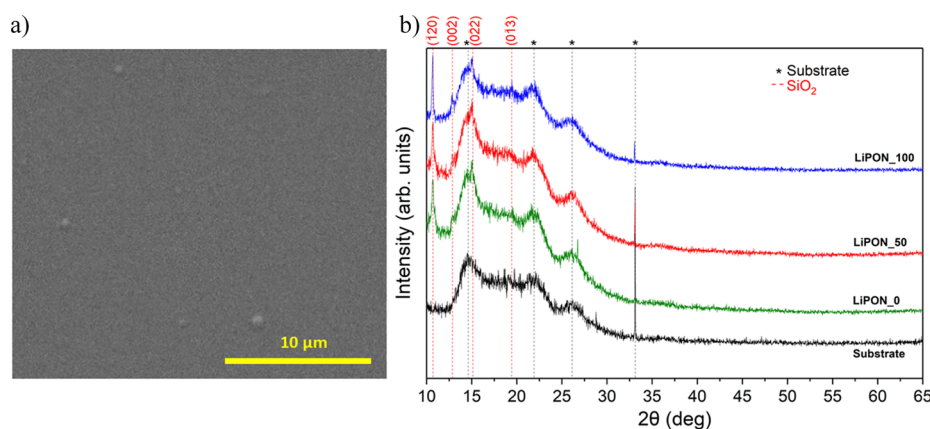 a)
10 µm
b)
(120) (002) * (022) (013) * * *
* Substrate
--- SiO₂
LiPON_100
LiPON_50
LiPON_0
Substrate
Intensity (arb. units)
10 15 20 25 30 35 40 45 50 55 60 65
2θ (deg)